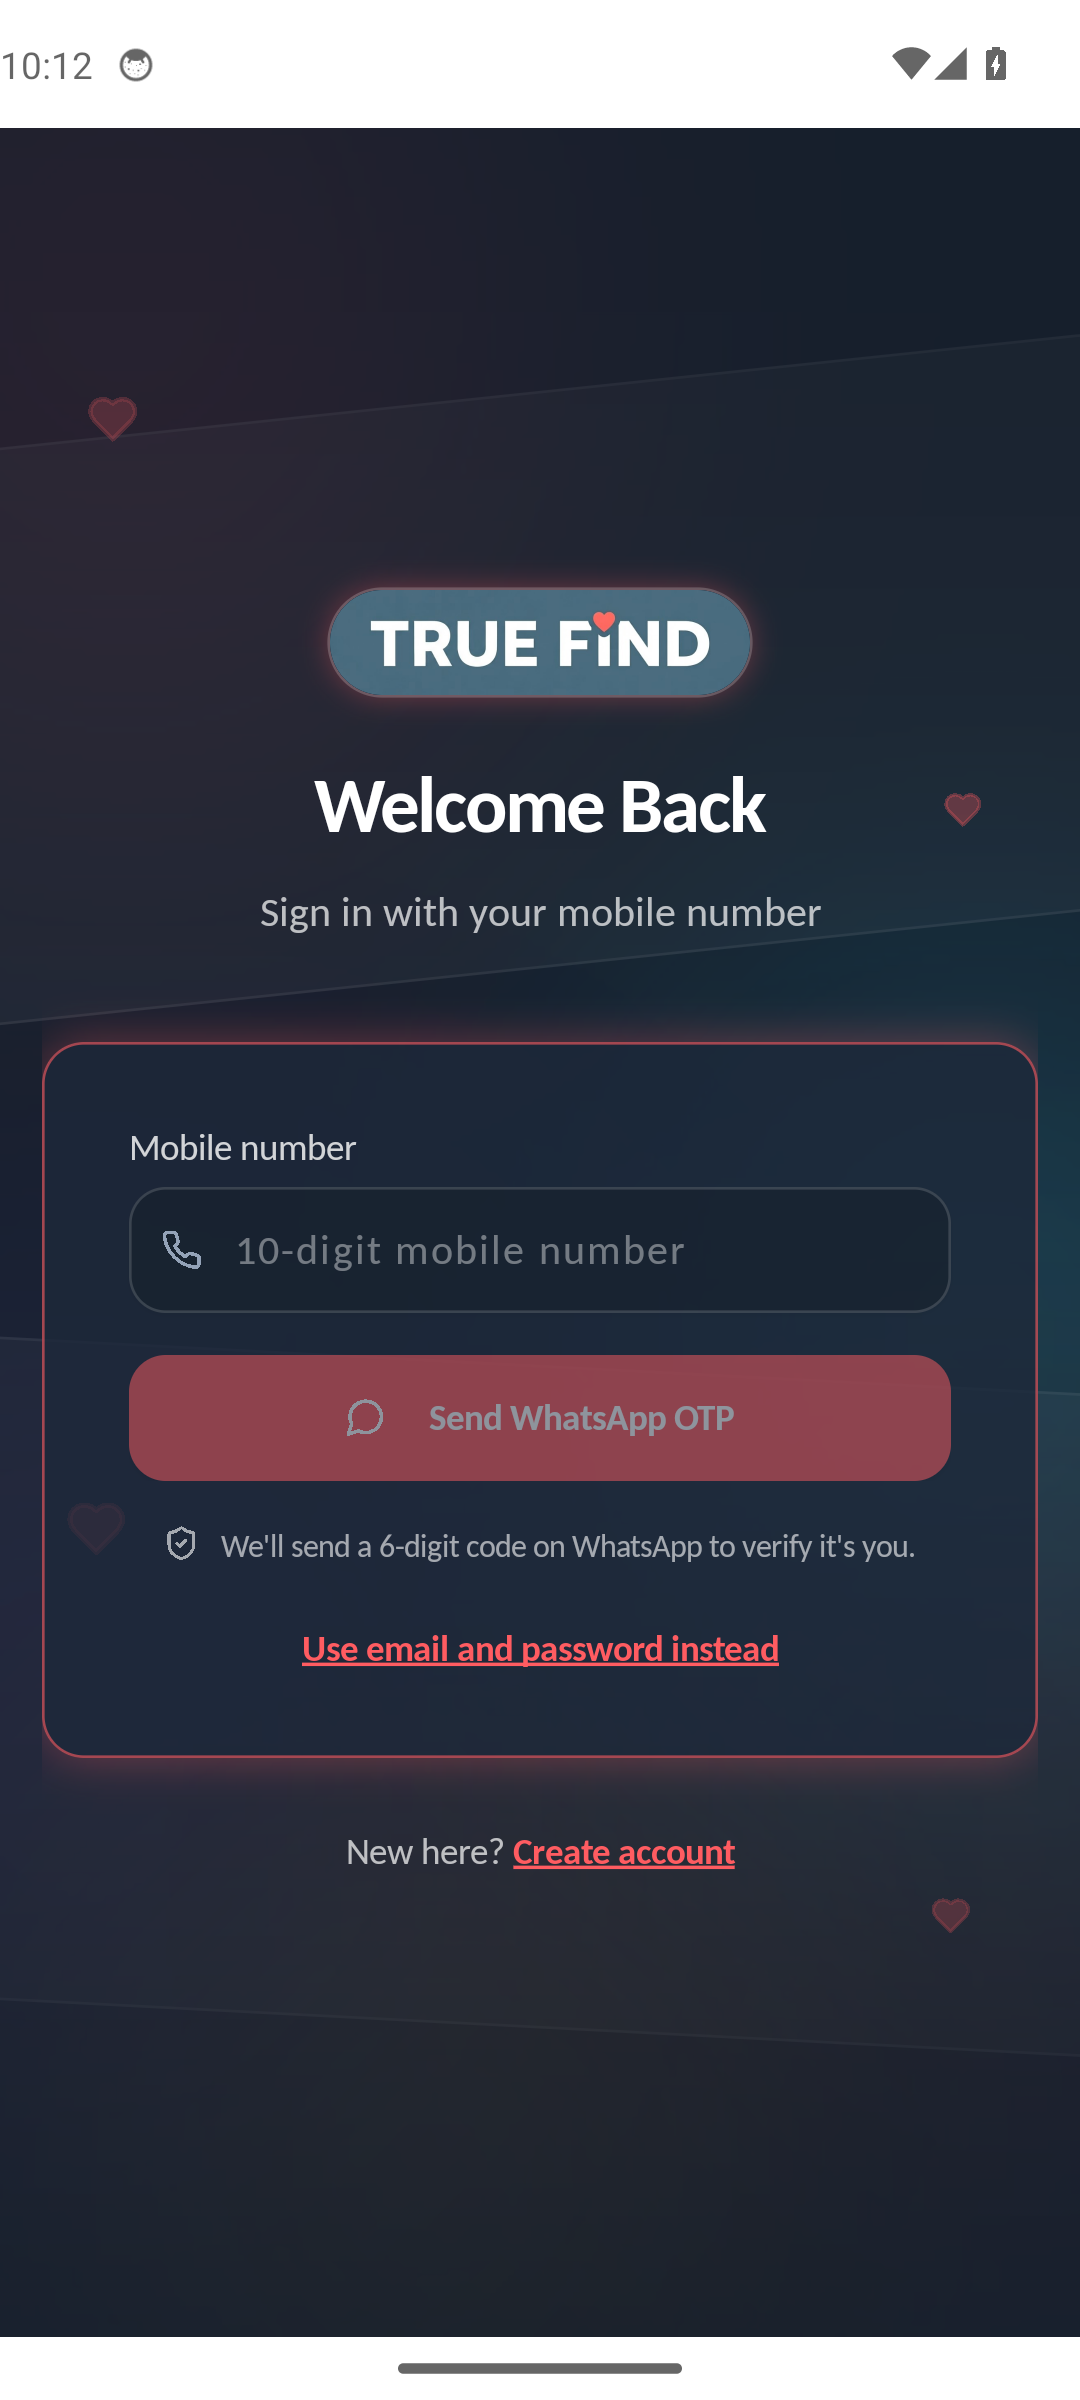 10:12
TRUE FiND
Welcome Back
Sign in with your mobile number
Mobile number
10-digit mobile number
Send WhatsApp OTP
We'll send a 6-digit code on WhatsApp to verify it's you.
Use email and password instead
New here? Create account